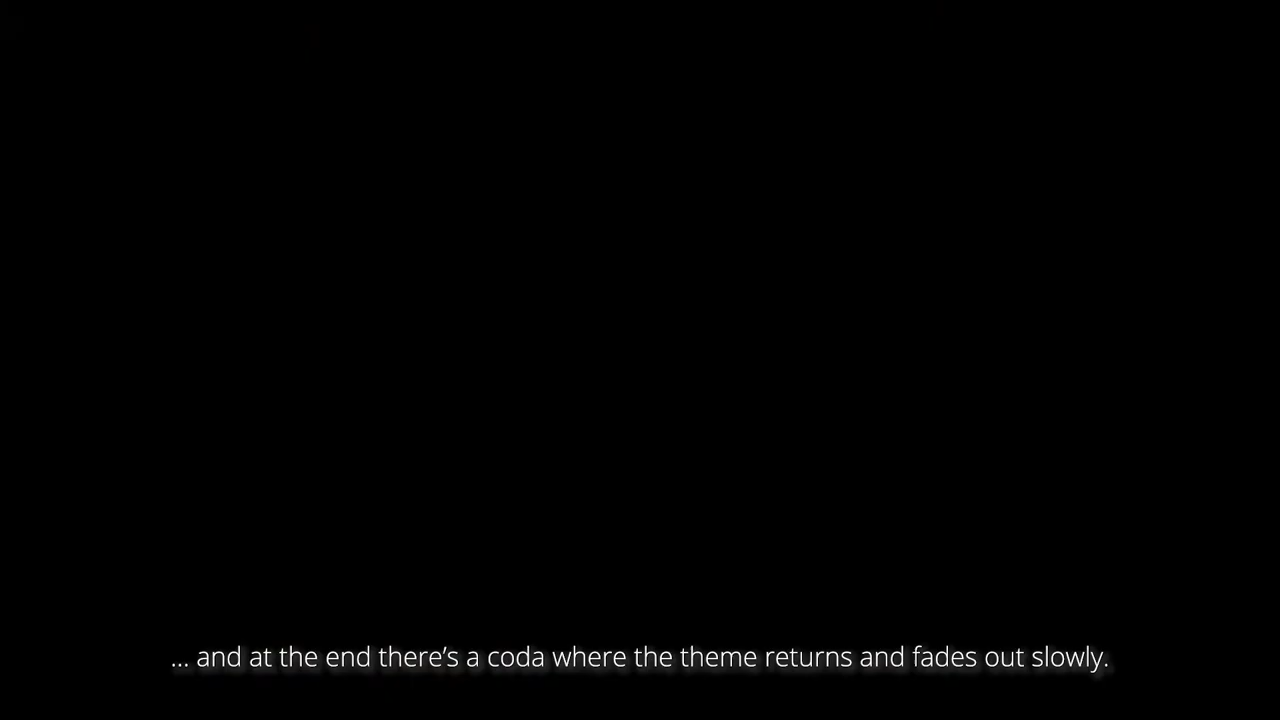 ... and at the end there’s a coda where the theme returns and fades out slowly.